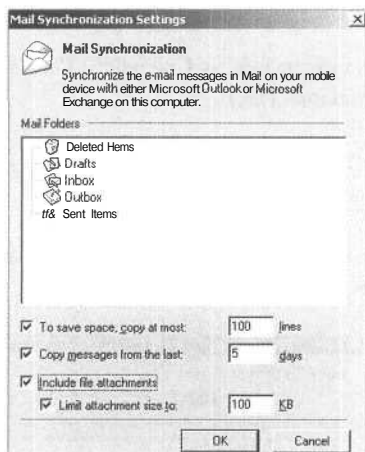 Mail Synchronization Settings
Mail Synchronization
Synchronize the e-mail messages in Mail on your mobile
device with either Microsoft Outlook or Microsoft
Exchange on this computer.
Mail Folders
Deleted Hems
Drafts
Inbox
Outbox
tf& Sent Items
To save space, copy at most: 100 lines
Copy messages from the last: 5 days
Include file attachments
Limit attachment size to: 100 KB
OK Cancel